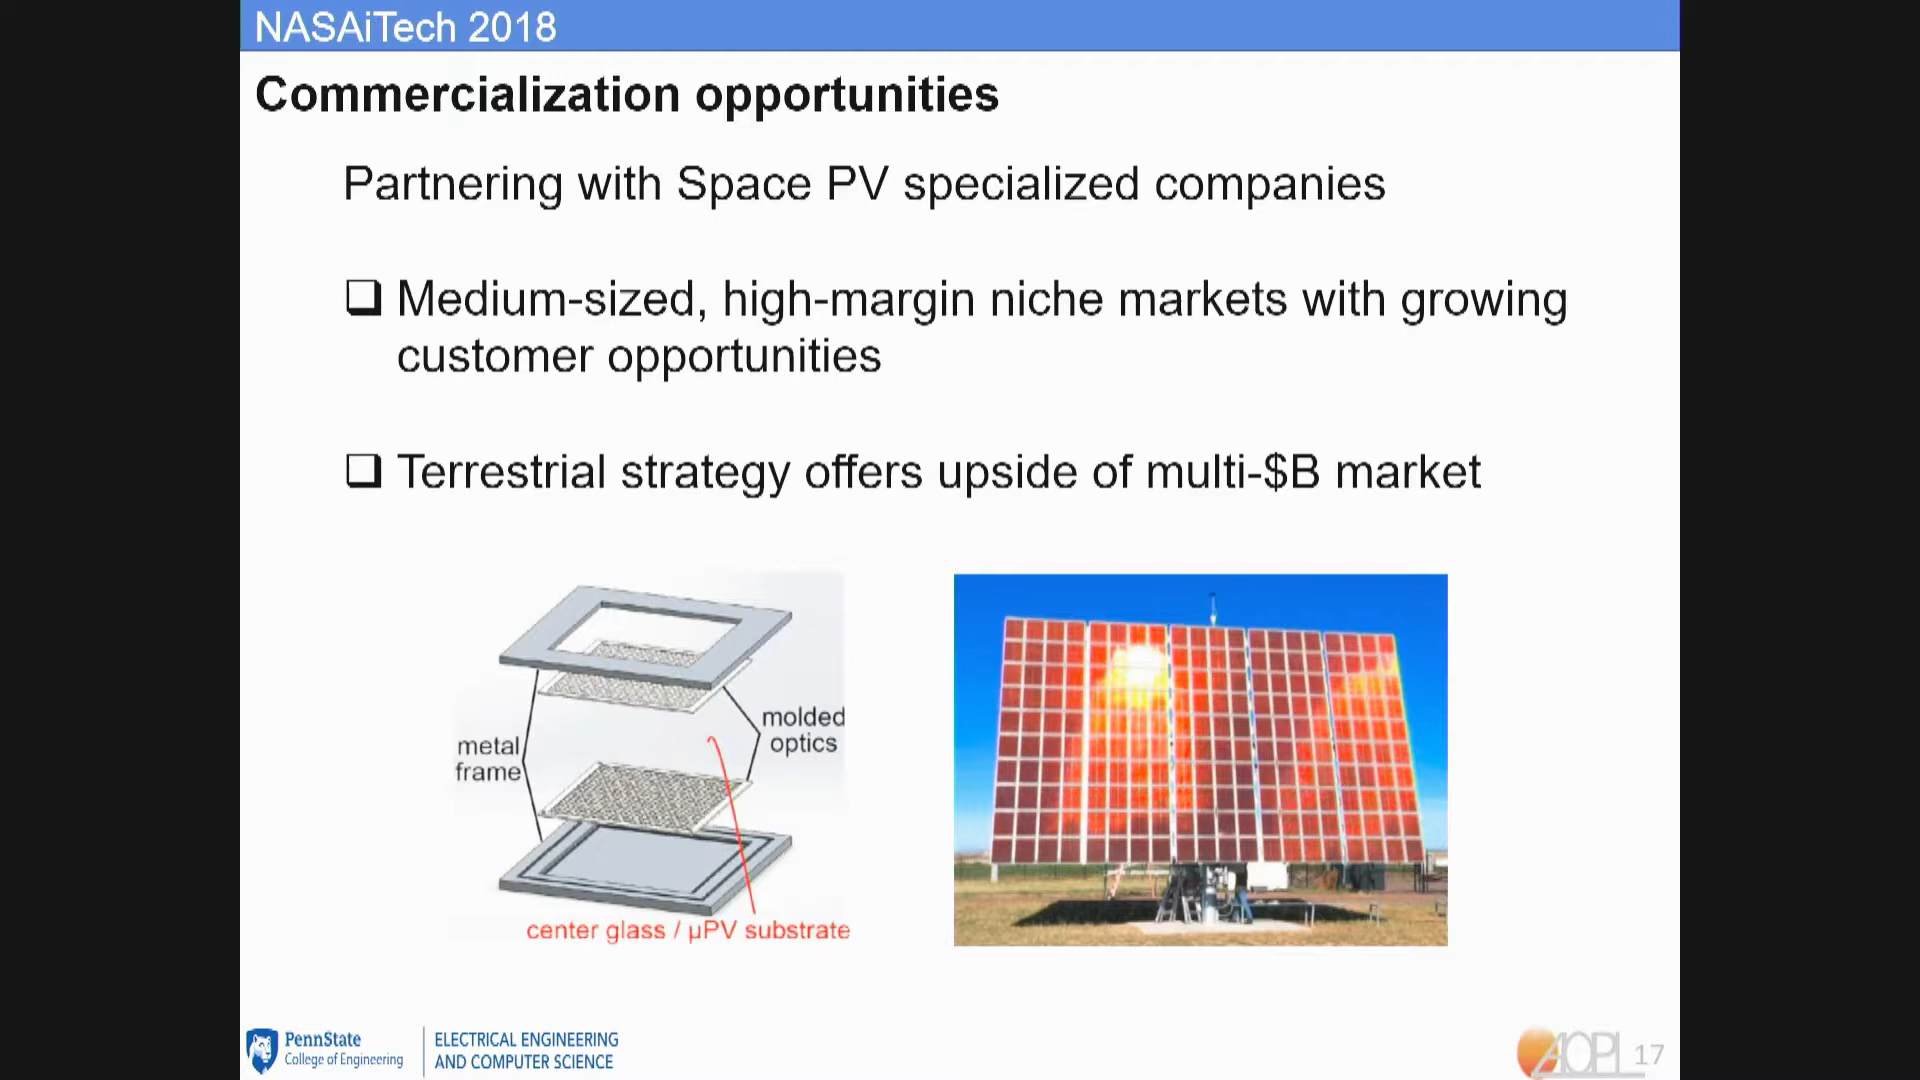 NASAiTech 2018
Commercialization opportunities
Partnering with Space PV specialized companies
Medium-sized, high-margin niche markets with growing
customer opportunities
Terrestrial strategy offers upside of multi-$B market
metal
frame
molded
optics
center glass / µPV substrate
PennState
College of Engineering
ELECTRICAL ENGINEERING
AND COMPUTER SCIENCE
AOPL
17